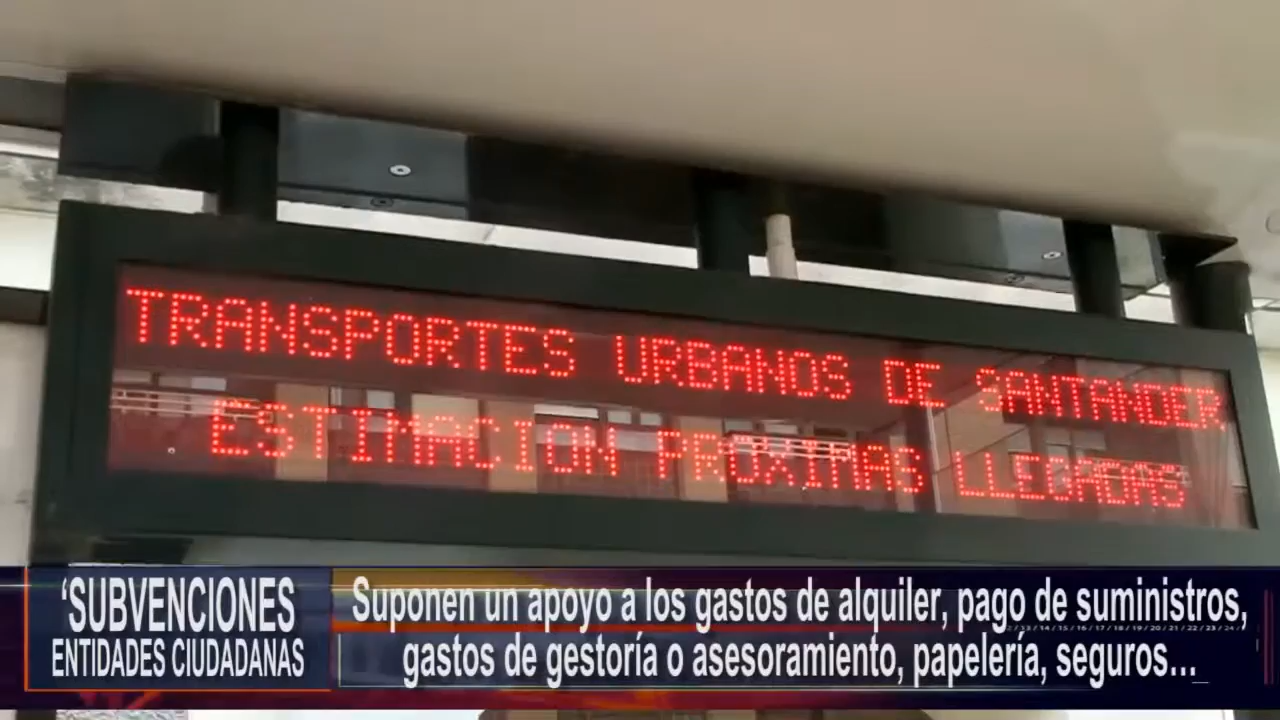 TRANSPORTES URBANOS DE SANTANDER
ESTIMACION PROXIMAS LLEGADAS
‘SUBVENCIONES
ENTIDADES CIUDADANAS
Suponen un apoyo a los gastos de alquiler, pago de suministros,
gastos de gestoría o asesoramiento, papelería, seguros...